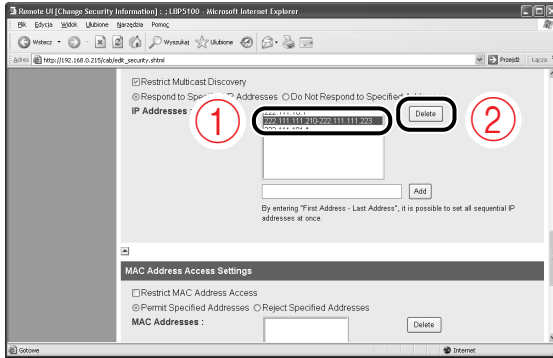 Remote UI [Change Security Information] : ; LBP5100 - Microsoft Internet Explorer
Plik Edycja Widok Ulubione Narzędzia Pomoc
Wstecz Wyszukaj Ulubione
Adres http://192.168.0.215/cab/edit_security.shtml Przejdź Łącza
Restrict Multicast Discovery
Respond to Addresses Do Not Respond to
IP Addresses :
222.111.111.210-222.111.111.223
Delete
1
2
Add
By entering "First Address - Last Address", it is possible to set all sequential IP
addresses at once.
MAC Address Access Settings
Restrict MAC Address Access
Permit Specified Addresses Reject Specified Addresses
MAC Addresses :
Delete
Gotowe Internet